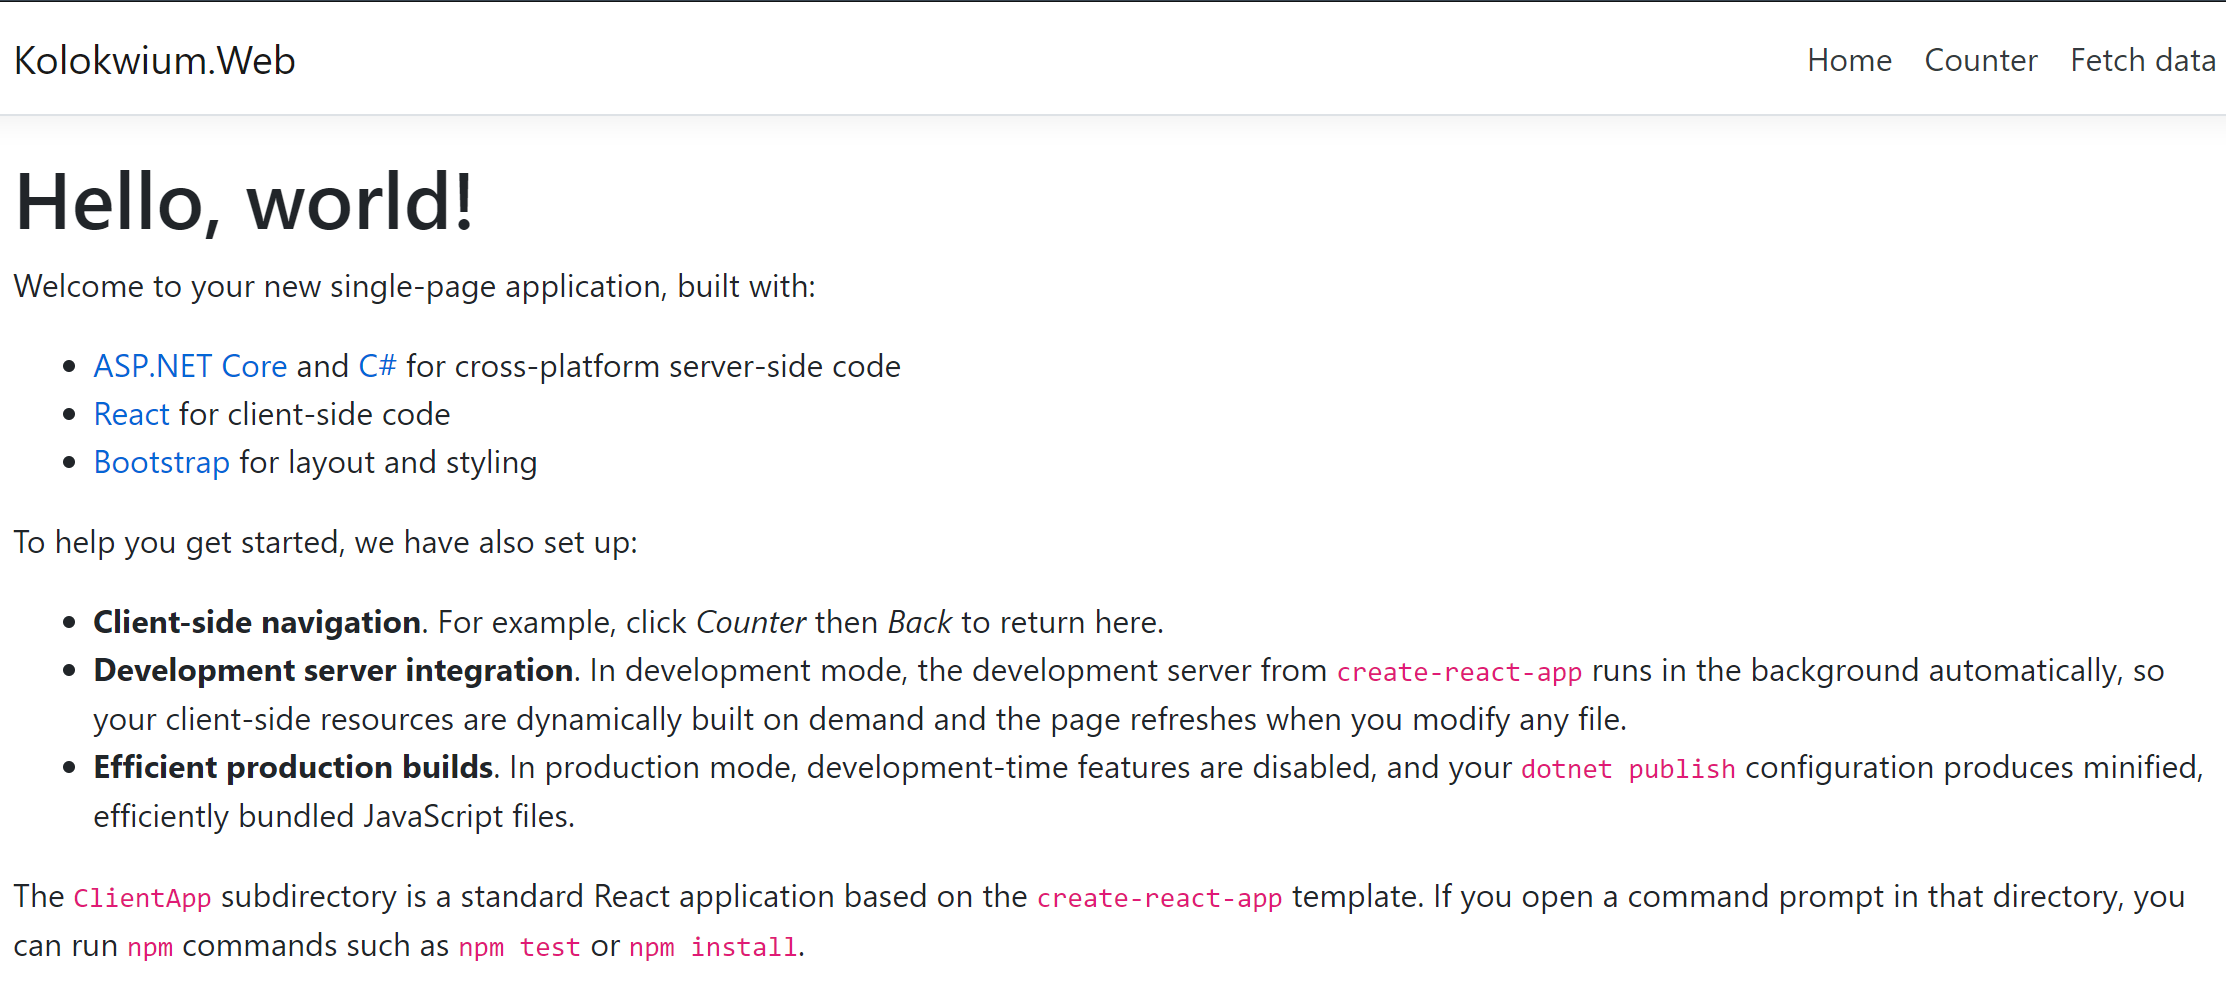 Kolokwium.Web
Home Counter Fetch data
Hello, world!
Welcome to your new single-page application, built with:
ASP.NET Core and C# for cross-platform server-side code
React for client-side code
Bootstrap for layout and styling
To help you get started, we have also set up:
Client-side navigation. For example, click Counter then Back to return here.
Development server integration. In development mode, the development server from create-react-app runs in the background automatically, so
your client-side resources are dynamically built on demand and the page refreshes when you modify any file.
Efficient production builds. In production mode, development-time features are disabled, and your dotnet publish configuration produces minified,
efficiently bundled JavaScript files.
The ClientApp subdirectory is a standard React application based on the create-react-app template. If you open a command prompt in that directory, you
can run npm commands such as npm test or npm install.